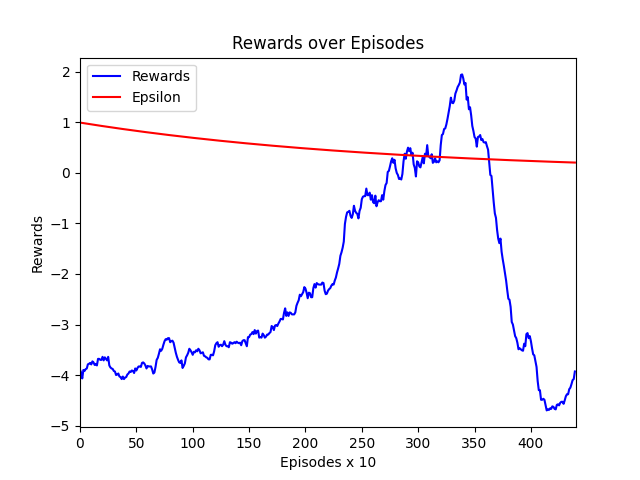 Rewards over Episodes
Rewards
Epsilon
2
1
0
−1
−2
−3
−4
−5
Rewards
0 50 100 150 200 250 300 350 400
Episodes x 10